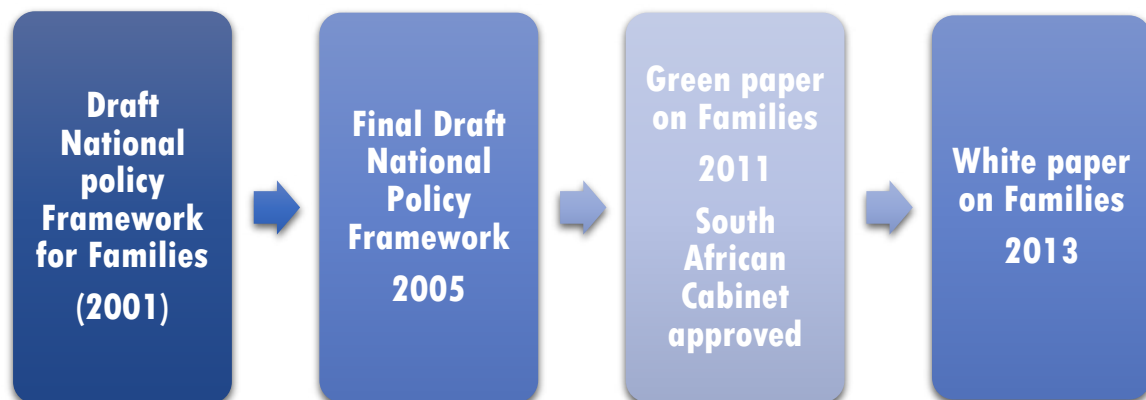 Draft
National
policy
Framework
for Families
(2001)
Final Draft
National
Policy
Framework
2005
Green paper
on Families
2011
South
African
Cabinet
approved
White paper
on Families
2013